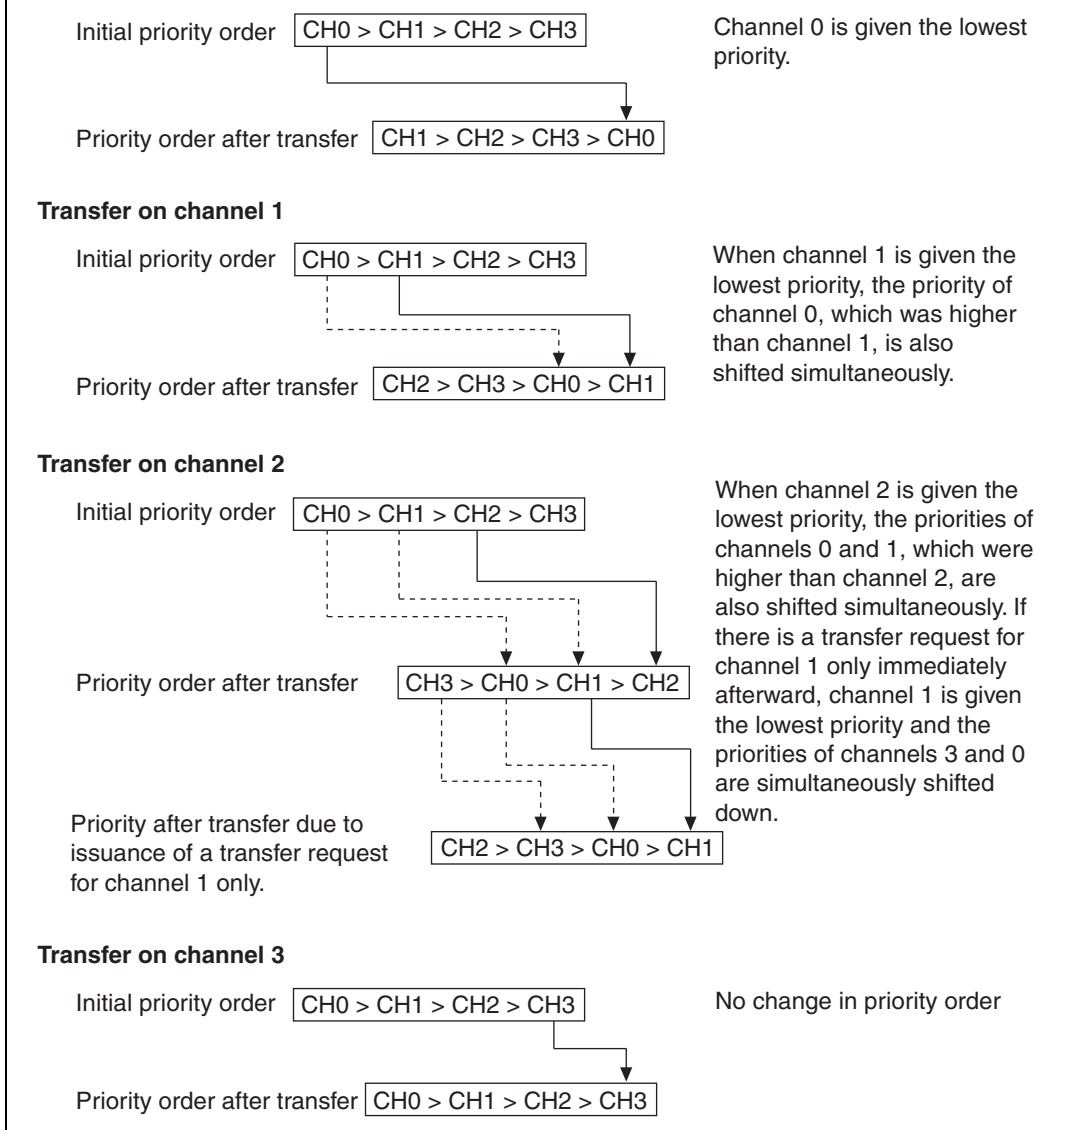 Initial priority order CH0 > CH1 > CH2 > CH3
Channel 0 is given the lowest
priority.
Priority order after transfer CH1 > CH2 > CH3 > CH0
Transfer on channel 1
Initial priority order CH0 > CH1 > CH2 > CH3
When channel 1 is given the
lowest priority, the priority of
channel 0, which was higher
than channel 1, is also
shifted simultaneously.
Priority order after transfer CH2 > CH3 > CH0 > CH1
Transfer on channel 2
Initial priority order CH0 > CH1 > CH2 > CH3
When channel 2 is given the
lowest priority, the priorities of
channels 0 and 1, which were
higher than channel 2, are
also shifted simultaneously. If
there is a transfer request for
channel 1 only immediately
afterward, channel 1 is given
the lowest priority and the
priorities of channels 3 and 0
are simultaneously shifted
down.
Priority order after transfer CH3 > CH0 > CH1 > CH2
Priority after transfer due to
issuance of a transfer request
for channel 1 only.
CH2 > CH3 > CH0 > CH1
Transfer on channel 3
Initial priority order CH0 > CH1 > CH2 > CH3
No change in priority order
Priority order after transfer CH0 > CH1 > CH2 > CH3